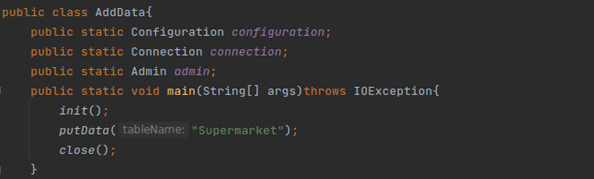 public class AddData{
public static Configuration configuration;
public static Connection connection;
public static Admin admin;
public static void main(String[] args)throws IOException{
init();
putData( tableName: "Supermarket");
close();
}